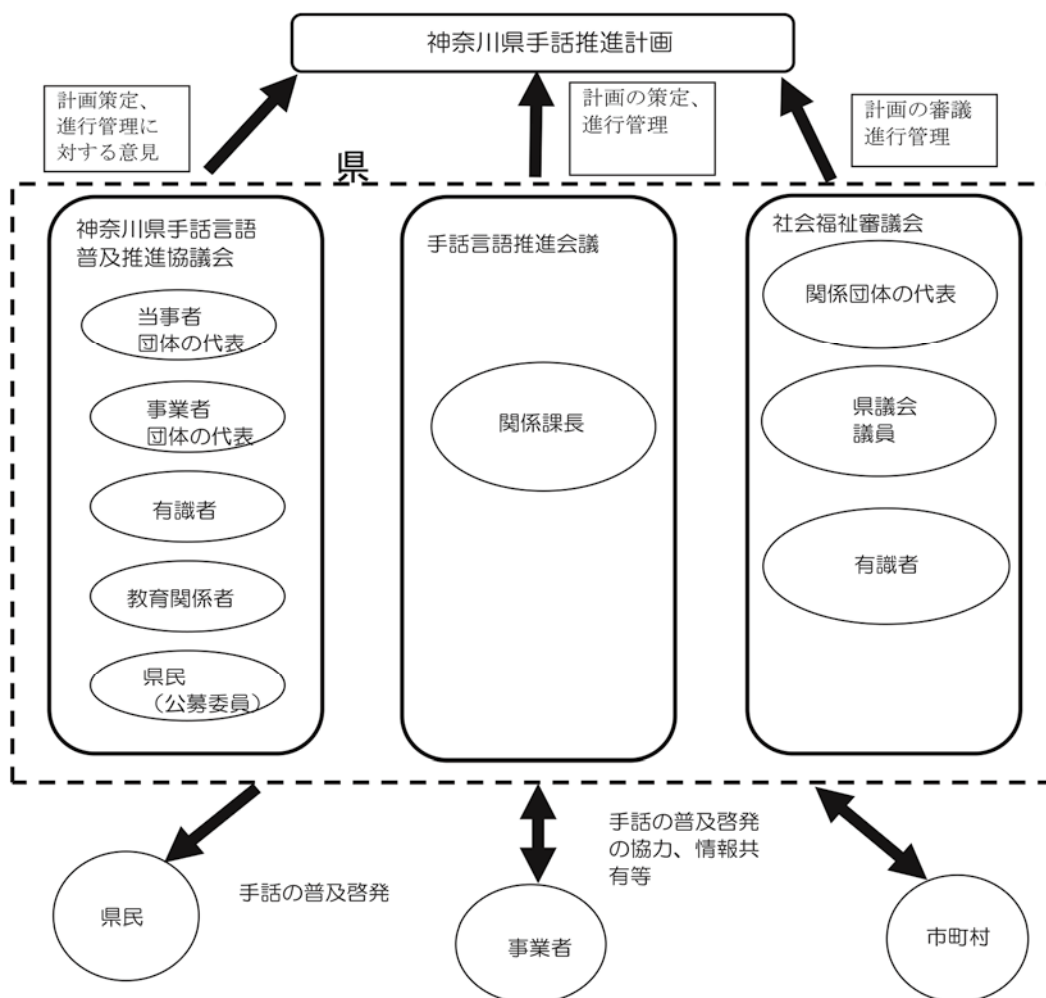 神奈川県手話推進計画
計画策定、
進行管理に
対する意見
計画の策定、
進行管理
計画の審議
進行管理
県
神奈川県手話言語
普及推進協議会
当事者
団体の代表
事業者
団体の代表
有識者
教育関係者
県民
（公募委員）
手話言語推進会議
関係課長
社会福祉審議会
関係団体の代表
県議会
議員
有識者
手話の普及啓発
手話の普及啓発
の協力、情報共
有等
県民
事業者
市町村